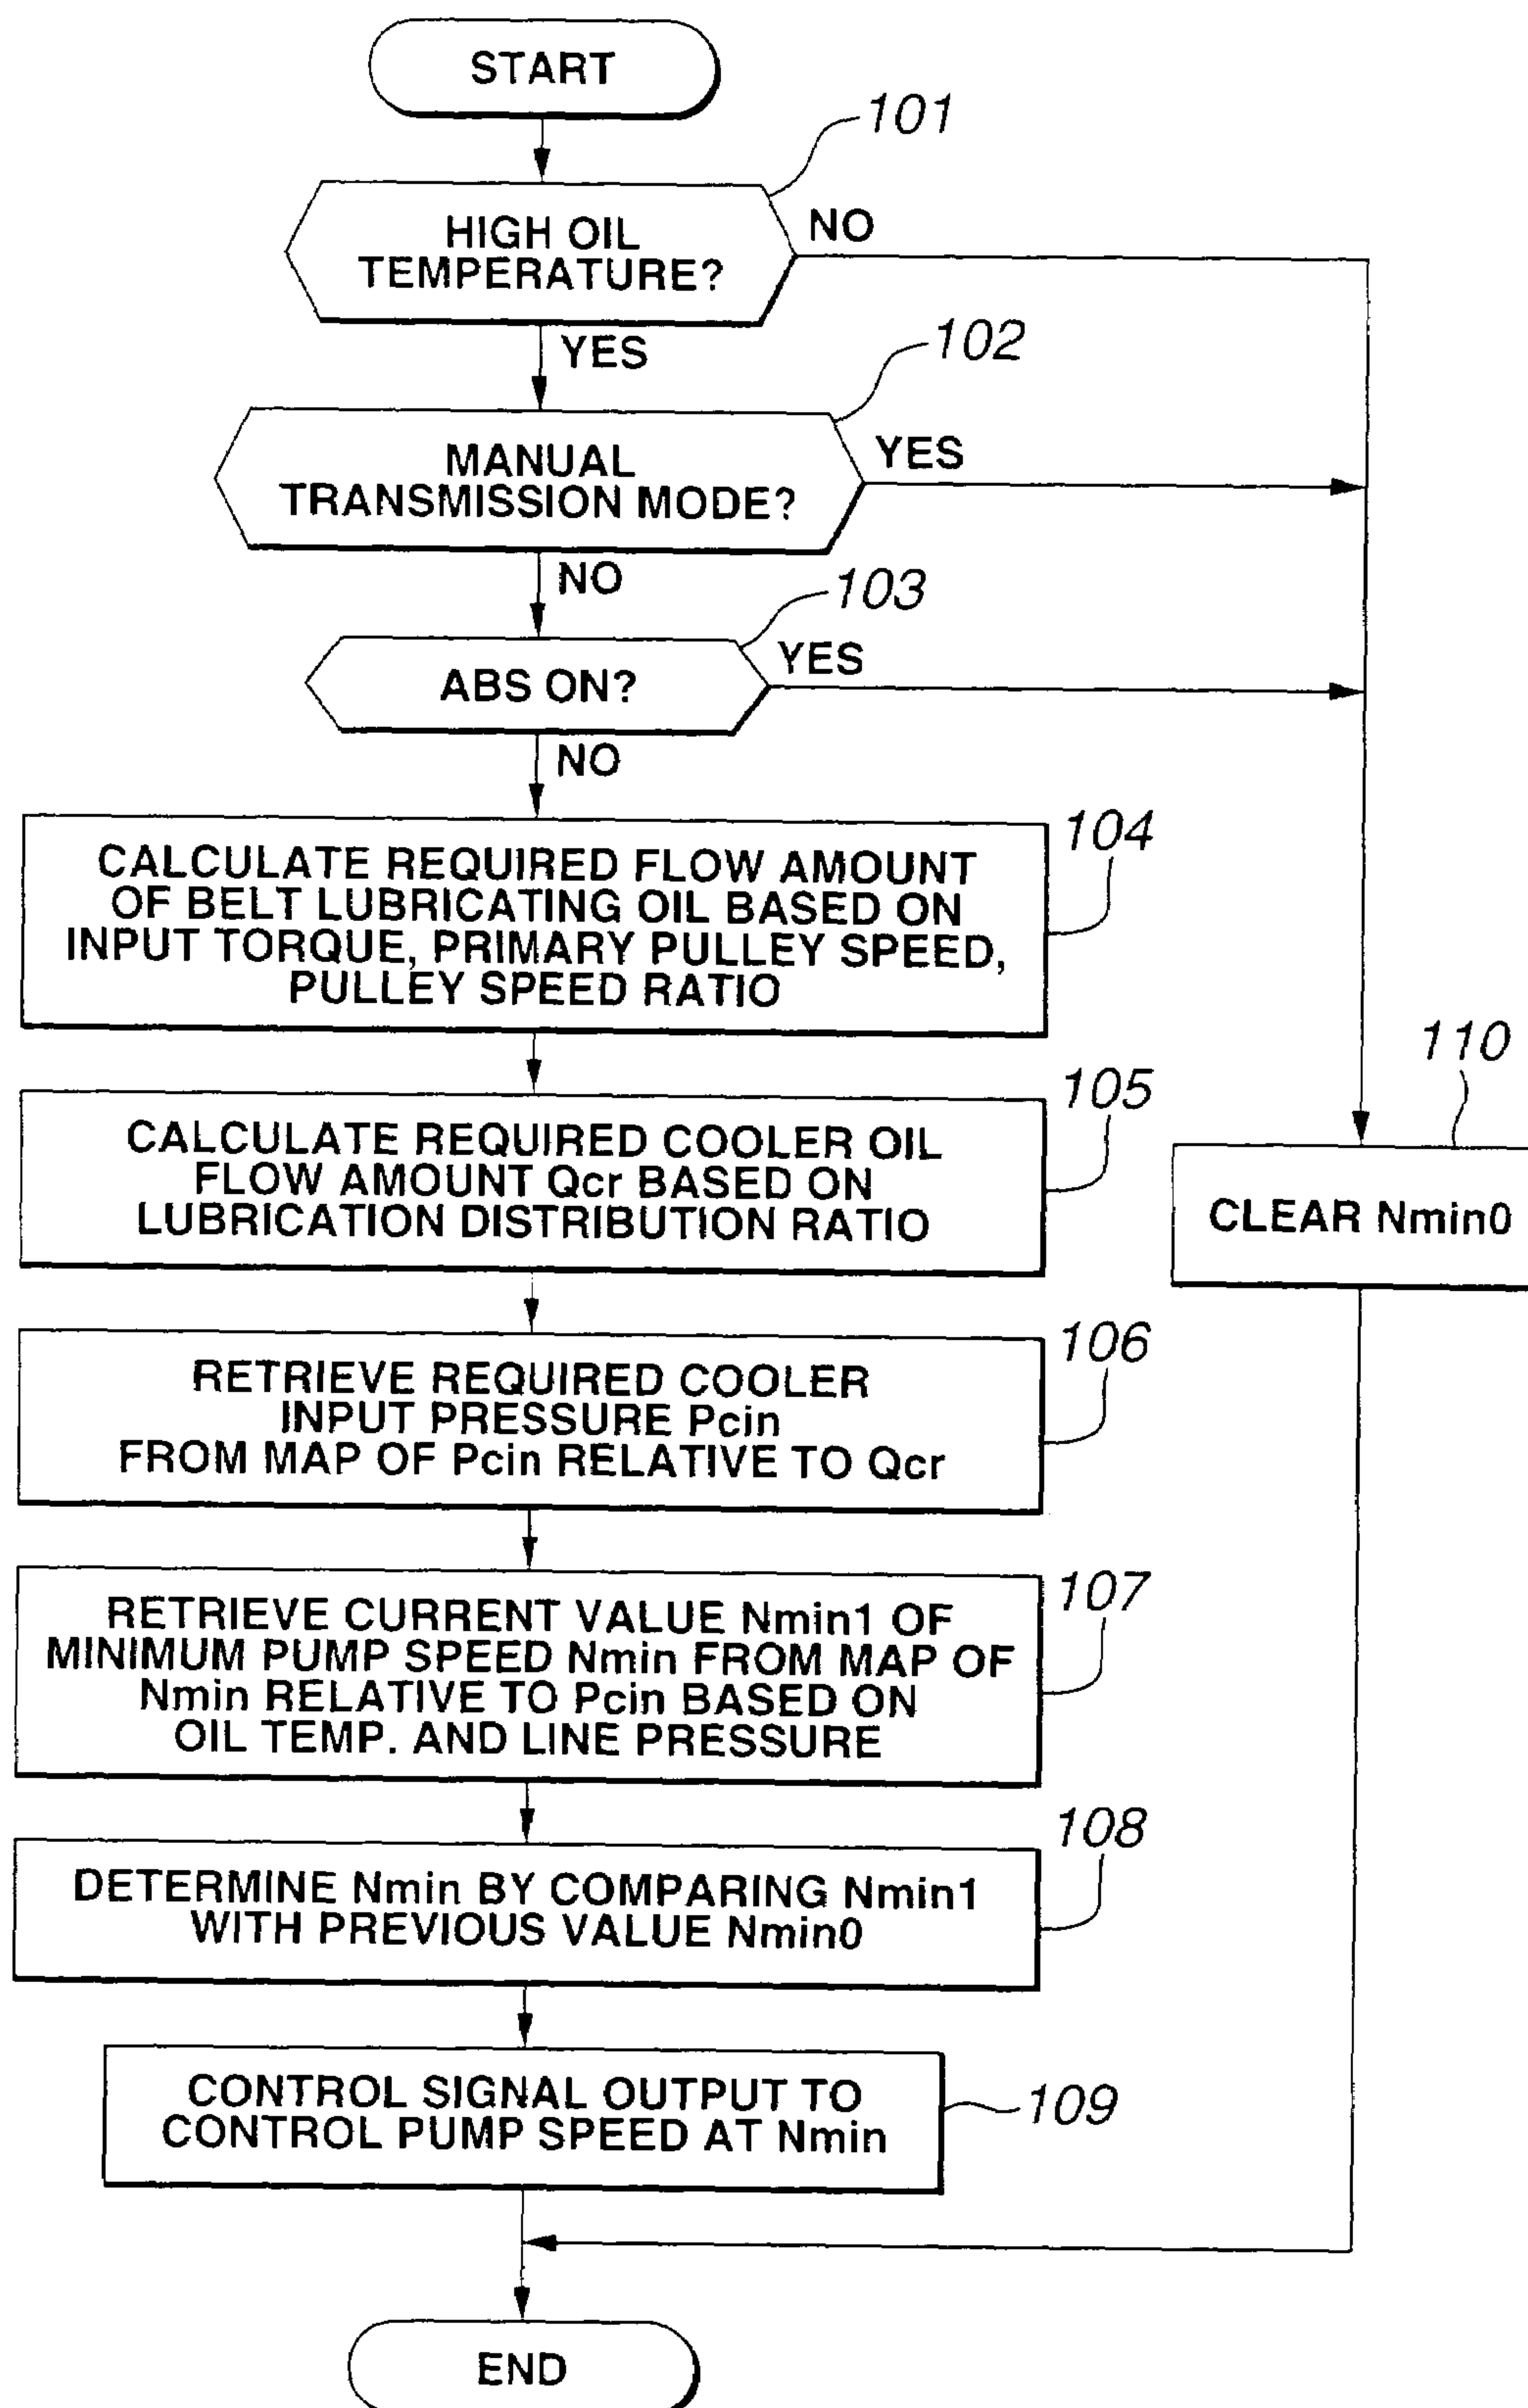 START
101
HIGH OIL
TEMPERATURE?
NO
YES
102
MANUAL
TRANSMISSION MODE?
YES
NO
103
ABS ON?
YES
NO
104
CALCULATE REQUIRED FLOW AMOUNT
OF BELT LUBRICATING OIL BASED ON
INPUT TORQUE, PRIMARY PULLEY SPEED,
PULLEY SPEED RATIO
105
CALCULATE REQUIRED COOLER OIL
FLOW AMOUNT Qcr BASED ON
LUBRICATION DISTRIBUTION RATIO
110
CLEAR Nmin0
106
RETRIEVE REQUIRED COOLER
INPUT PRESSURE Pcin
FROM MAP OF Pcin RELATIVE TO Qcr
107
RETRIEVE CURRENT VALUE Nmin1 OF
MINIMUM PUMP SPEED Nmin FROM MAP OF
Nmin RELATIVE TO Pcin BASED ON
OIL TEMP. AND LINE PRESSURE
108
DETERMINE Nmin BY COMPARING Nmin1
WITH PREVIOUS VALUE Nmin0
109
CONTROL SIGNAL OUTPUT TO
CONTROL PUMP SPEED AT Nmin
END